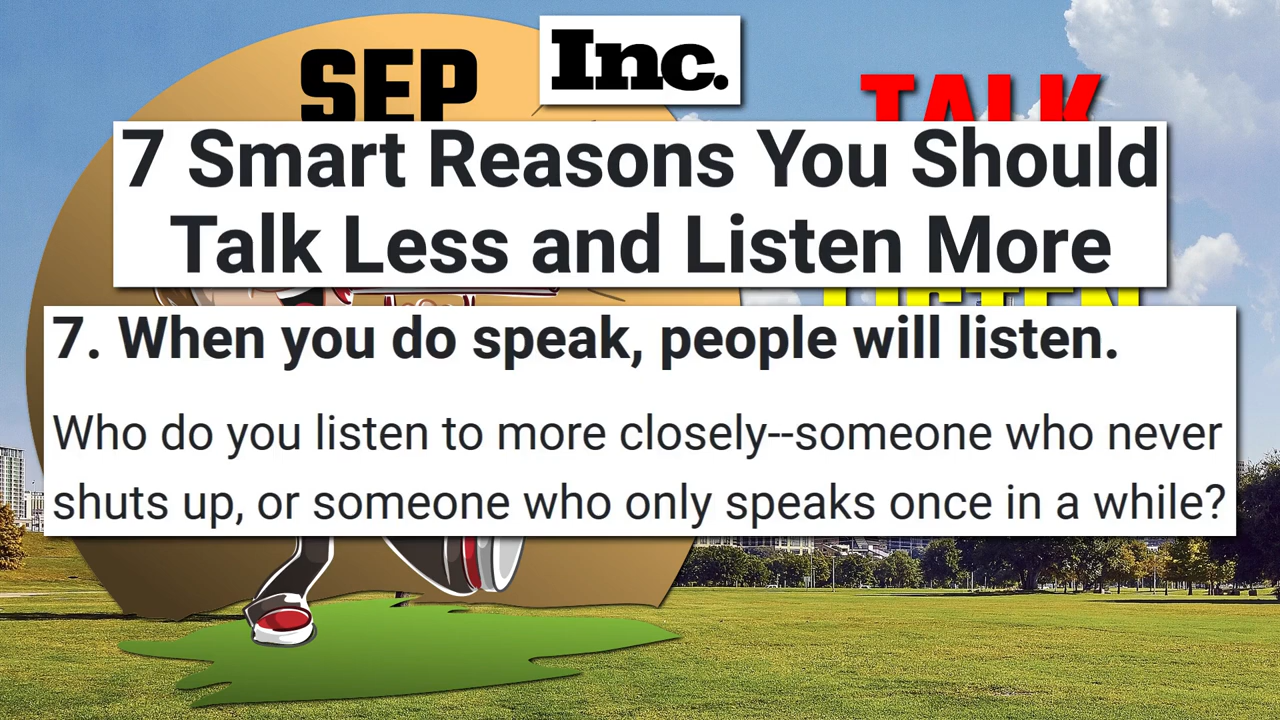 SEP
Inc.
TALK
7 Smart Reasons You Should
Talk Less and Listen More
LISTEN
7. When you do speak, people will listen.
Who do you listen to more closely--someone who never
shuts up, or someone who only speaks once in a while?